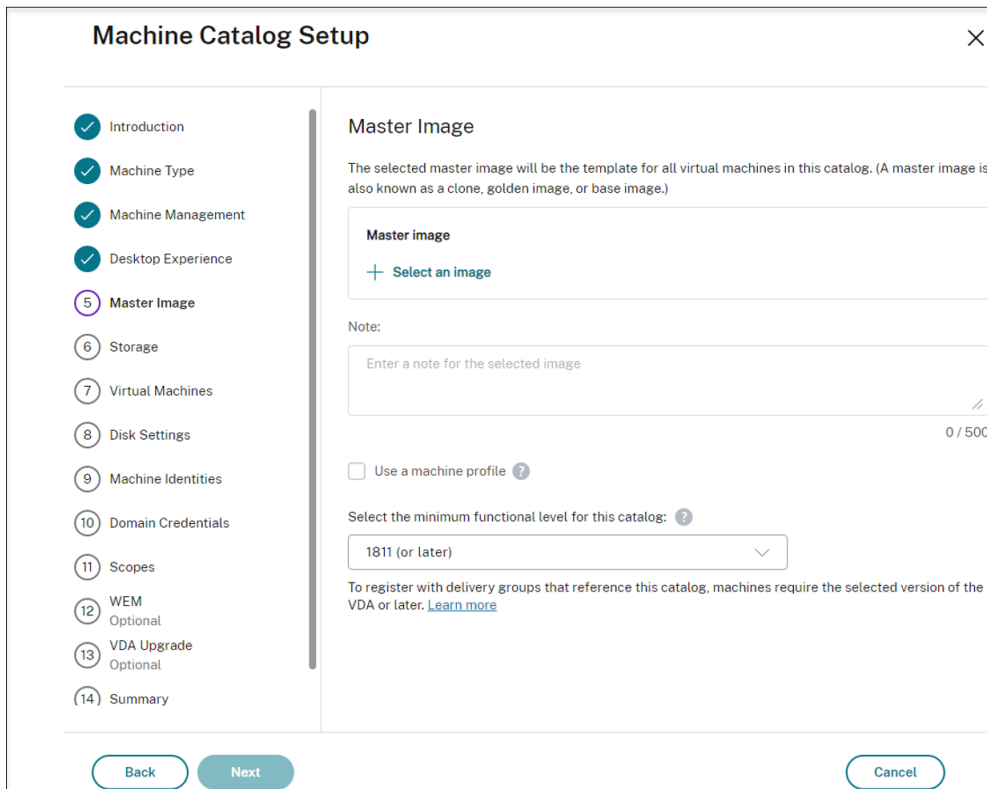 Machine Catalog Setup
Introduction
Machine Type
Machine Management
Desktop Experience
5 Master Image
6 Storage
7 Virtual Machines
8 Disk Settings
9 Machine Identities
10 Domain Credentials
11 Scopes
12 WEM
Optional
13 VDA Upgrade
Optional
14 Summary
Master Image
The selected master image will be the template for all virtual machines in this catalog. (A master image is
also known as a clone, golden image, or base image.)
Master image
+ Select an image
Note:
Enter a note for the selected image
0 / 500
Use a machine profile ?
Select the minimum functional level for this catalog: ?
1811 (or later)
To register with delivery groups that reference this catalog, machines require the selected version of the
VDA or later. Learn more
Back
Next
Cancel